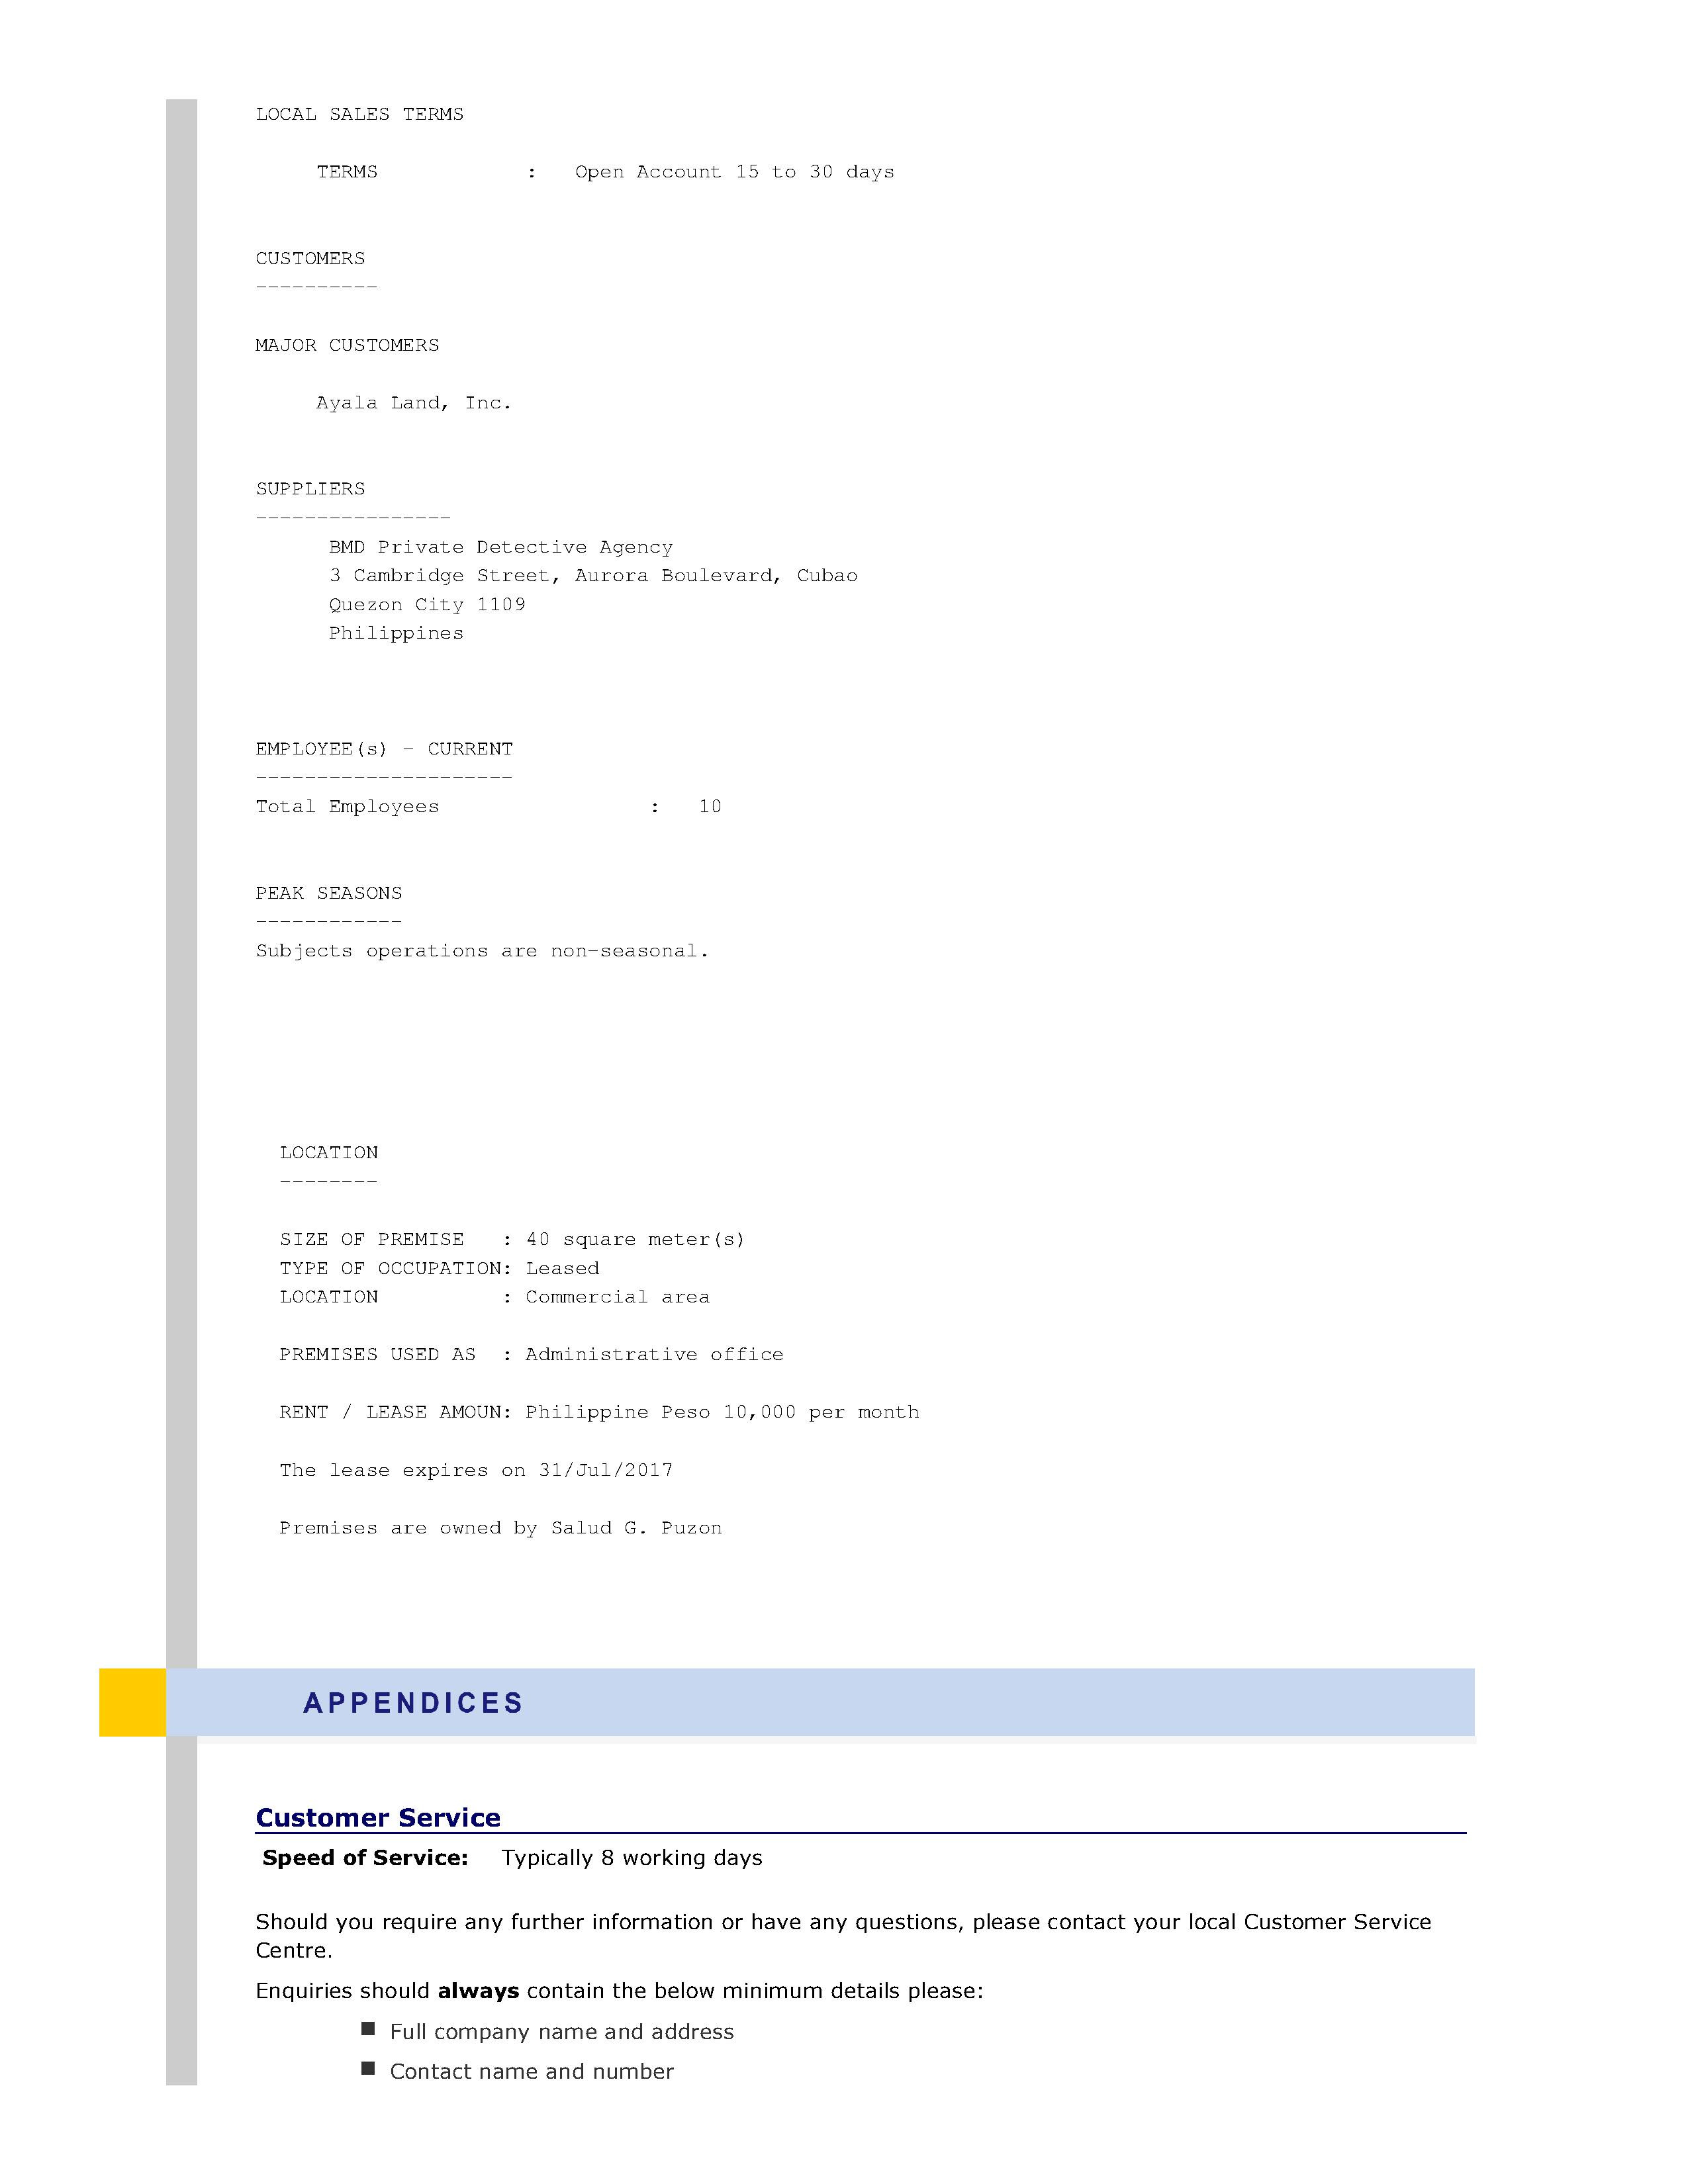 LOCAL SALES TERMS
TERMS : Open Account 15 to 30 days
CUSTOMERS
----------
MAJOR CUSTOMERS
Ayala Land, Inc.
SUPPLIERS
----------------
BMD Private Detective Agency
3 Cambridge Street, Aurora Boulevard, Cubao
Quezon City 1109
Philippines
EMPLOYEE(s) - CURRENT
---------------------
Total Employees : 10
PEAK SEASONS
------------
Subjects operations are non-seasonal.
LOCATION
--------
SIZE OF PREMISE : 40 square meter(s)
TYPE OF OCCUPATION: Leased
LOCATION : Commercial area
PREMISES USED AS : Administrative office
RENT / LEASE AMOUN: Philippine Peso 10,000 per month
The lease expires on 31/Jul/2017
Premises are owned by Salud G. Puzon
APPENDICES
Customer Service
Speed of Service: Typically 8 working days
Should you require any further information or have any questions, please contact your local Customer Service
Centre.
Enquiries should always contain the below minimum details please:
■ Full company name and address
■ Contact name and number